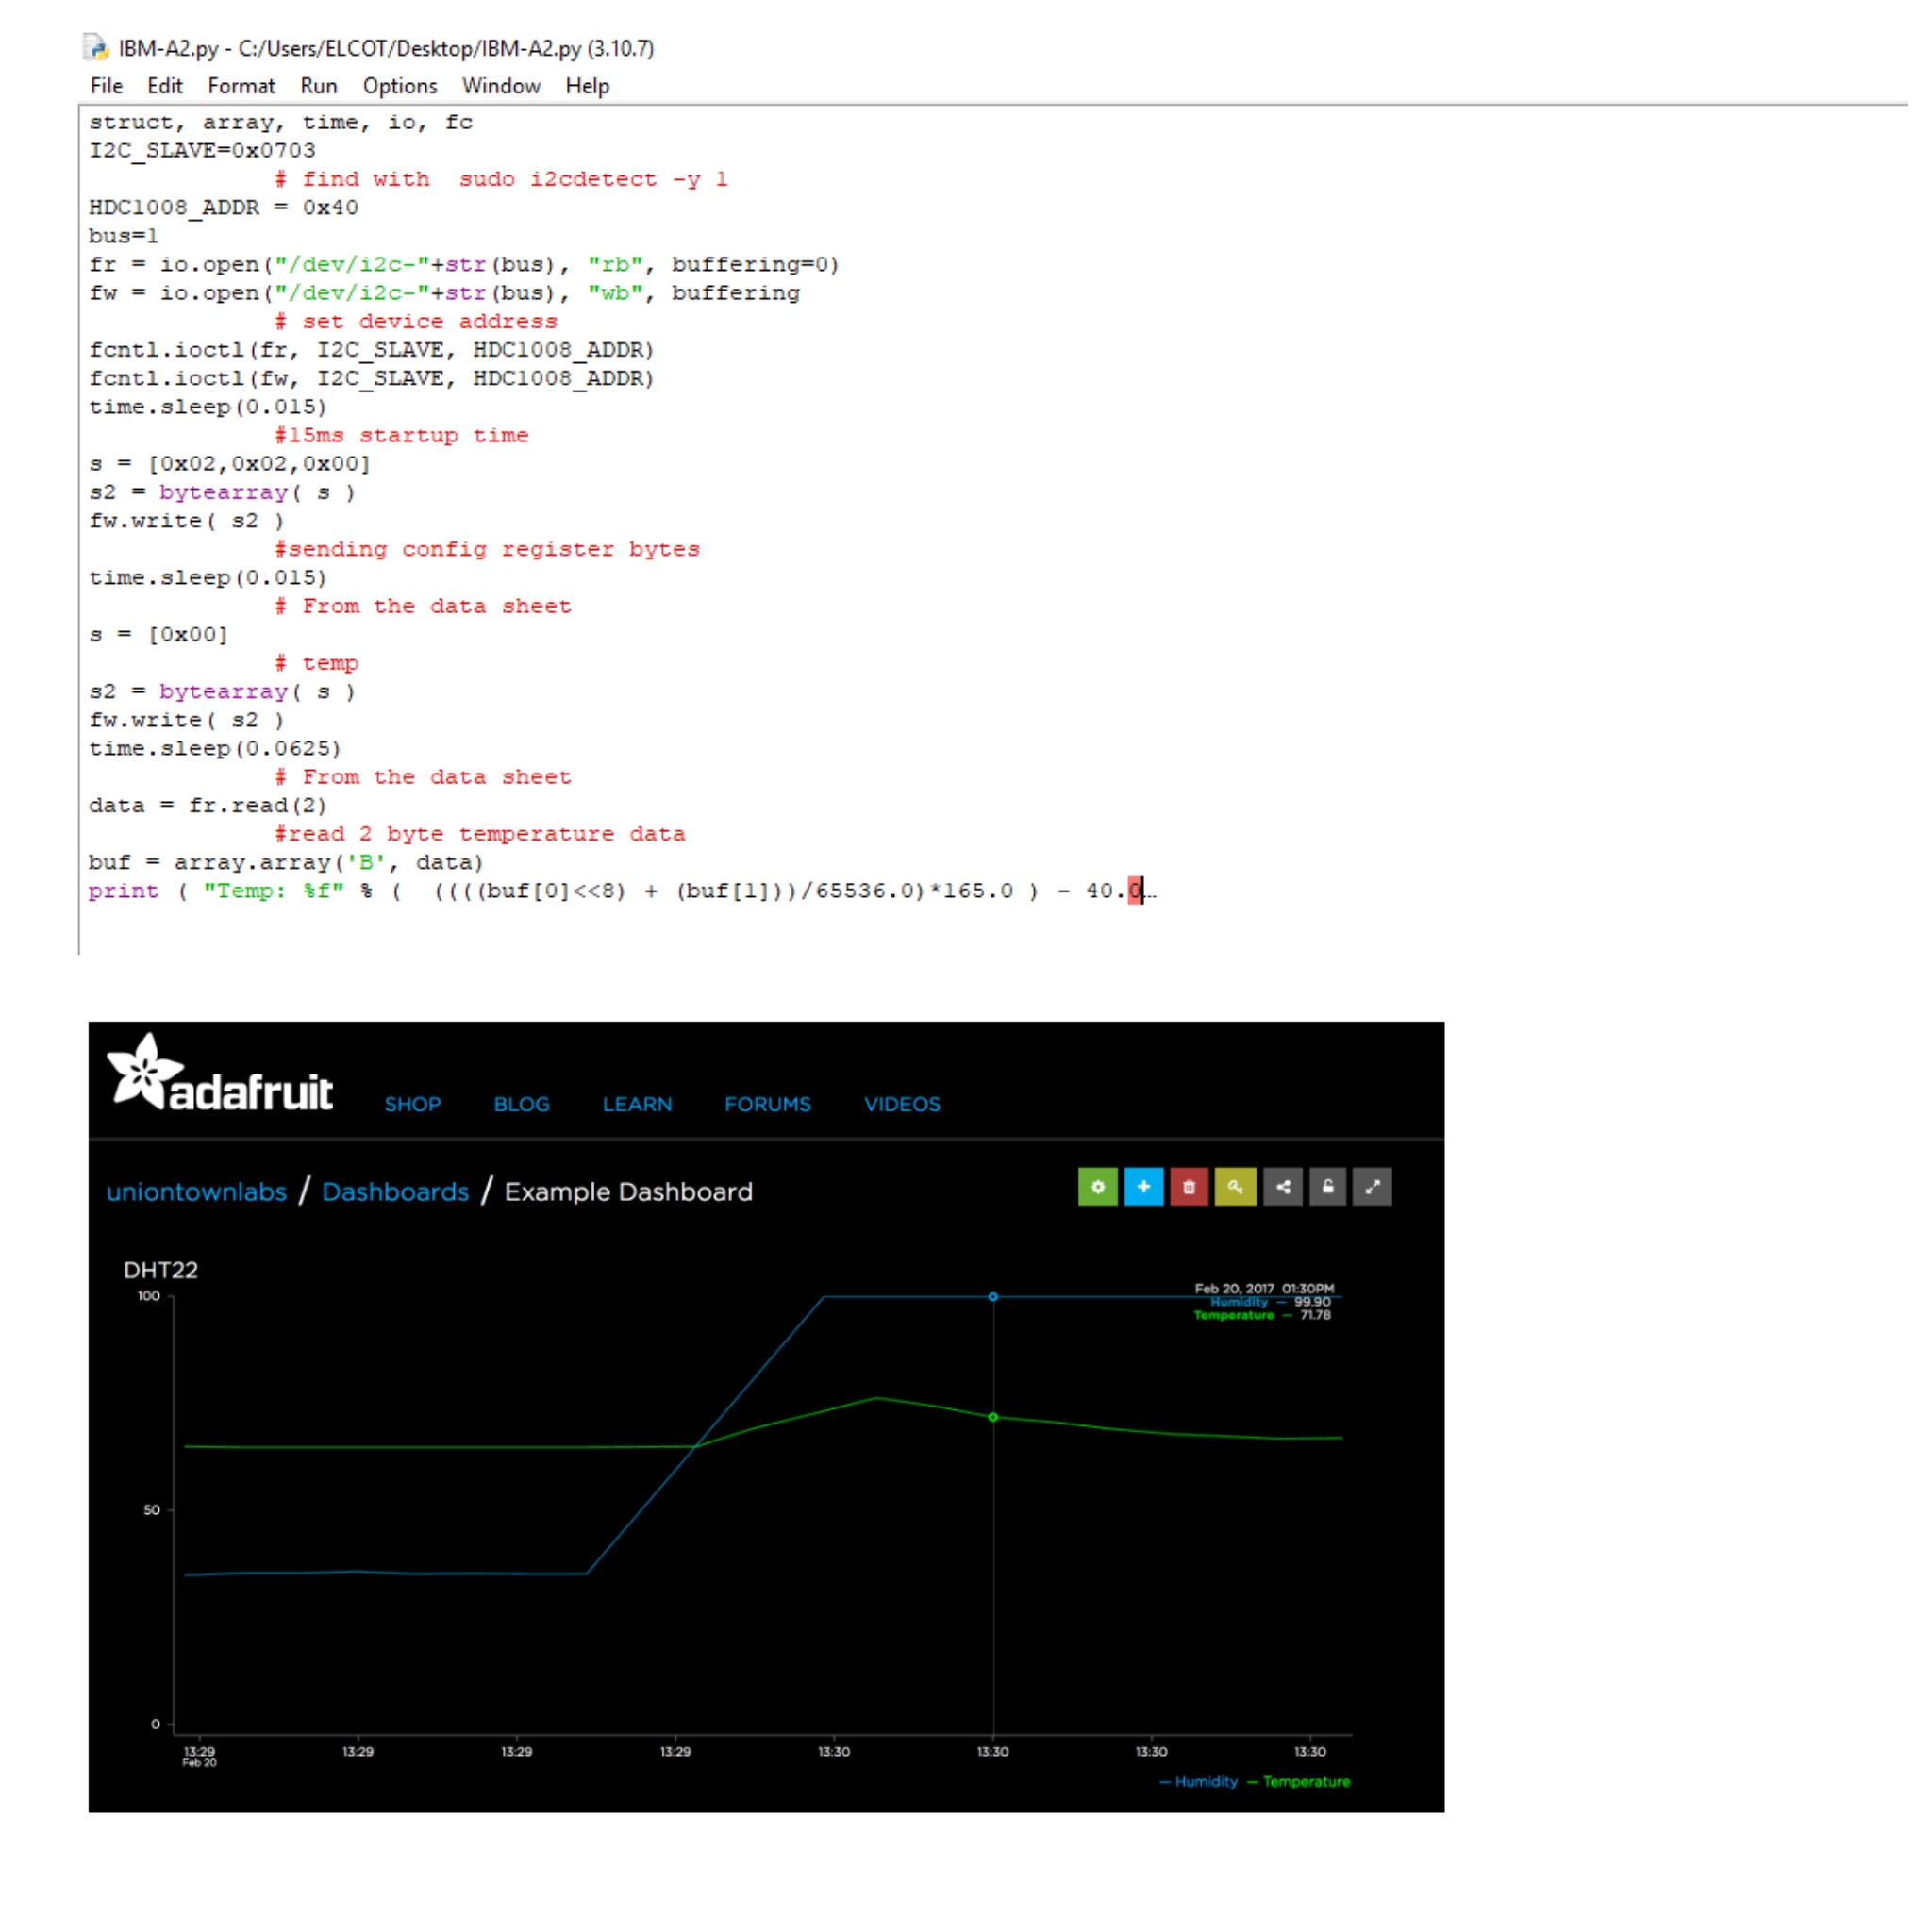 IBM-A2.py - C:/Users/ELCOT/Desktop/IBM-A2.py (3.10.7)
File Edit Format Run Options Window Help
struct, array, time, io, fc
I2C_SLAVE=0x0703
# find with  sudo i2cdetect -y 1
HDC1008_ADDR = 0x40
bus=1
fr = io.open("/dev/i2c-"+str(bus), "rb", buffering=0)
fw = io.open("/dev/i2c-"+str(bus), "wb", buffering
# set device address
fcntl.ioctl(fr, I2C_SLAVE, HDC1008_ADDR)
fcntl.ioctl(fw, I2C_SLAVE, HDC1008_ADDR)
time.sleep(0.015)
#15ms startup time
s = [0x02,0x02,0x00]
s2 = bytearray( s )
fw.write( s2 )
#sending config register bytes
time.sleep(0.015)
# From the data sheet
s = [0x00]
# temp
s2 = bytearray( s )
fw.write( s2 )
time.sleep(0.0625)
# From the data sheet
data = fr.read(2)
#read 2 byte temperature data
buf = array.array('B', data)
print ( "Temp: %f" % (  ((((buf[0]<<8) + (buf[1]))/65536.0)*165.0 ) - 40.0…
adafruit SHOP BLOG LEARN FORUMS VIDEOS
uniontownlabs / Dashboards / Example Dashboard
DHT22
Feb 20, 2017 01:30PM
Humidity — 99.90
Temperature — 71.78
100
50
0
13:29 13:29 13:29 13:29 13:30 13:30 13:30 13:30
Feb 20
— Humidity — Temperature